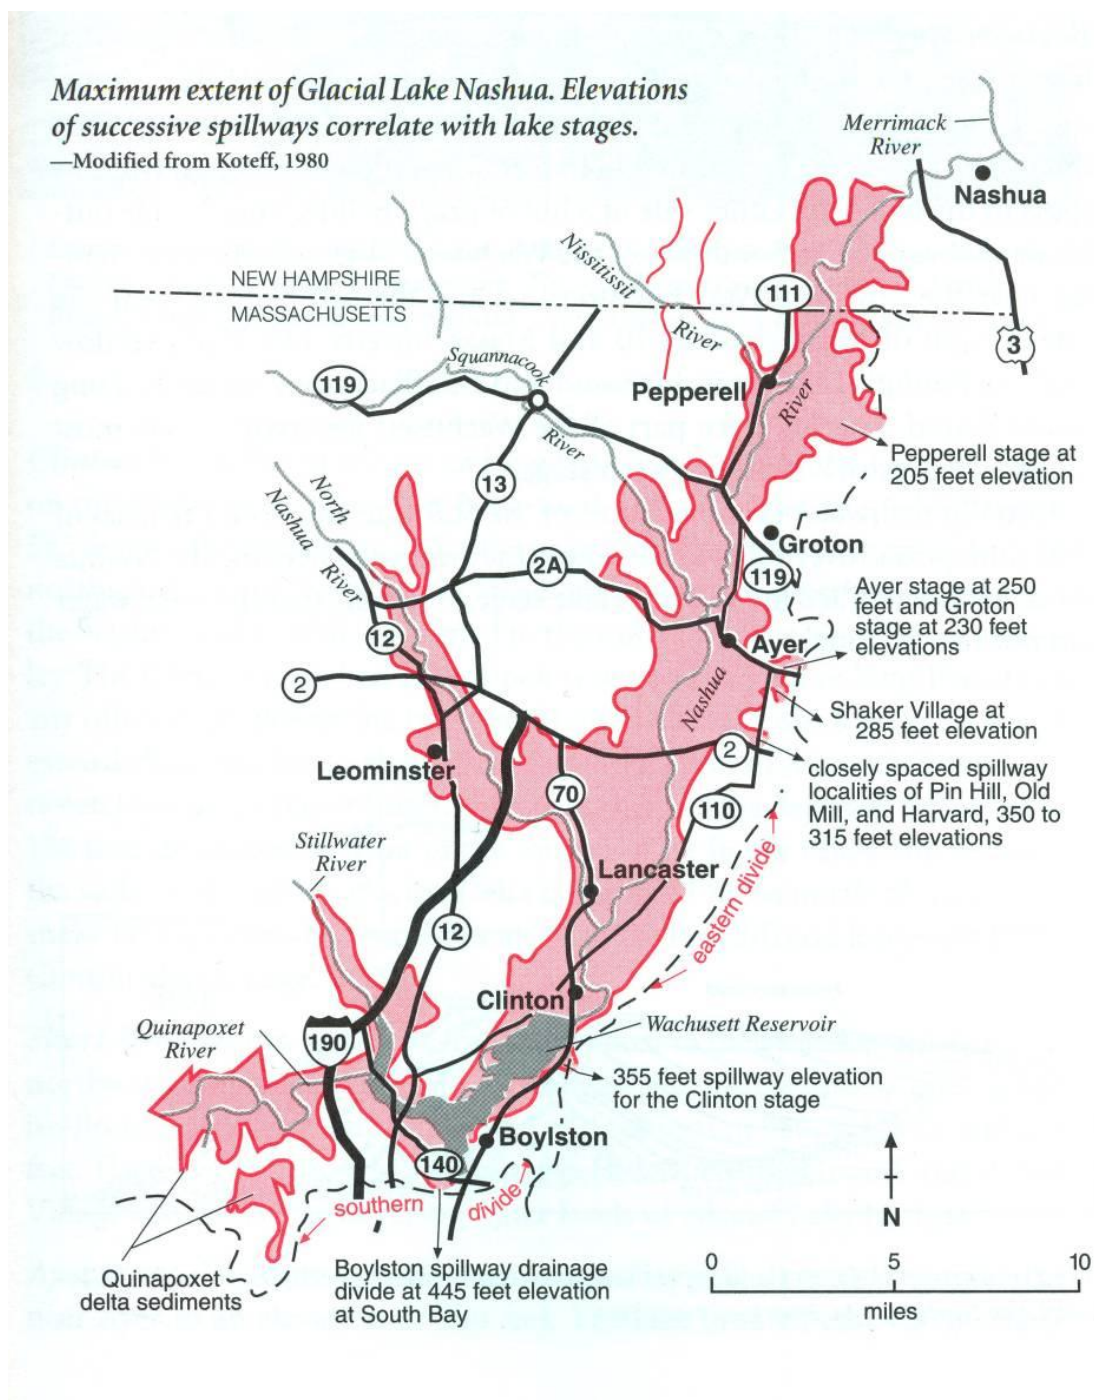 Maximum extent of Glacial Lake Nashua. Elevations
of successive spillways correlate with lake stages.
—Modified from Koteff, 1980
Merrimack
River
Nashua
Nissitissit
River
NEW HAMPSHIRE
MASSACHUSETTS
111
3
Squannacook
River
119
Pepperell
River
Pepperell stage at
205 feet elevation
13
North
Nashua
River
Groton
2A
119
Ayer stage at 250
feet and Groton
stage at 230 feet
elevations
12
Ayer
2
Nashua
Shaker Village at
285 feet elevation
Leominster
2
closely spaced spillway
localities of Pin Hill, Old
Mill, and Harvard, 350 to
315 feet elevations
70
110
Stillwater
River
Lancaster
eastern divide
12
Clinton
Quinapoxet
River
190
Wachusett Reservoir
355 feet spillway elevation
for the Clinton stage
Boylston
140
southern
divide
N
Quinapoxet
delta sediments
Boylston spillway drainage
divide at 445 feet elevation
at South Bay
0 5 10
miles